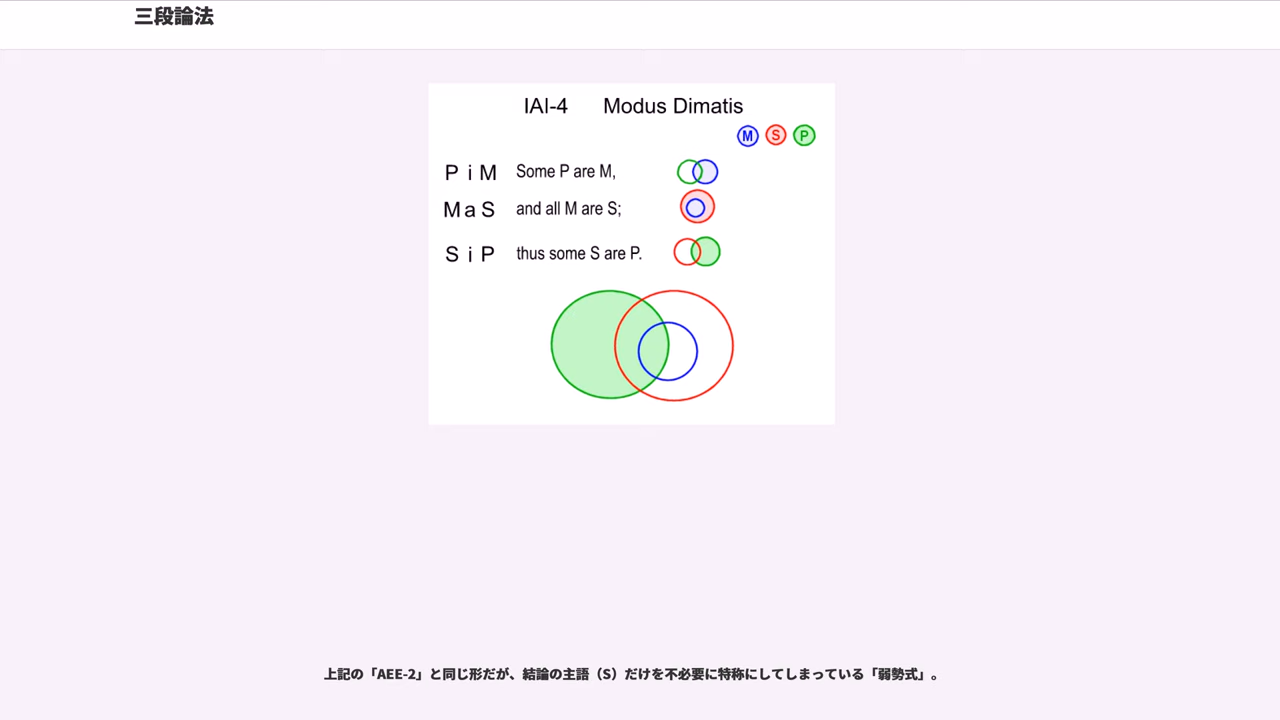 三段論法
IAI-4 Modus Dimatis
M S P
P i M Some P are M,
M a S and all M are S;
S i P thus some S are P.
上記の「AEE-2」と同じ形だが、結論の主語（S）だけを不必要に特称にしてしまっている「弱勢式」。